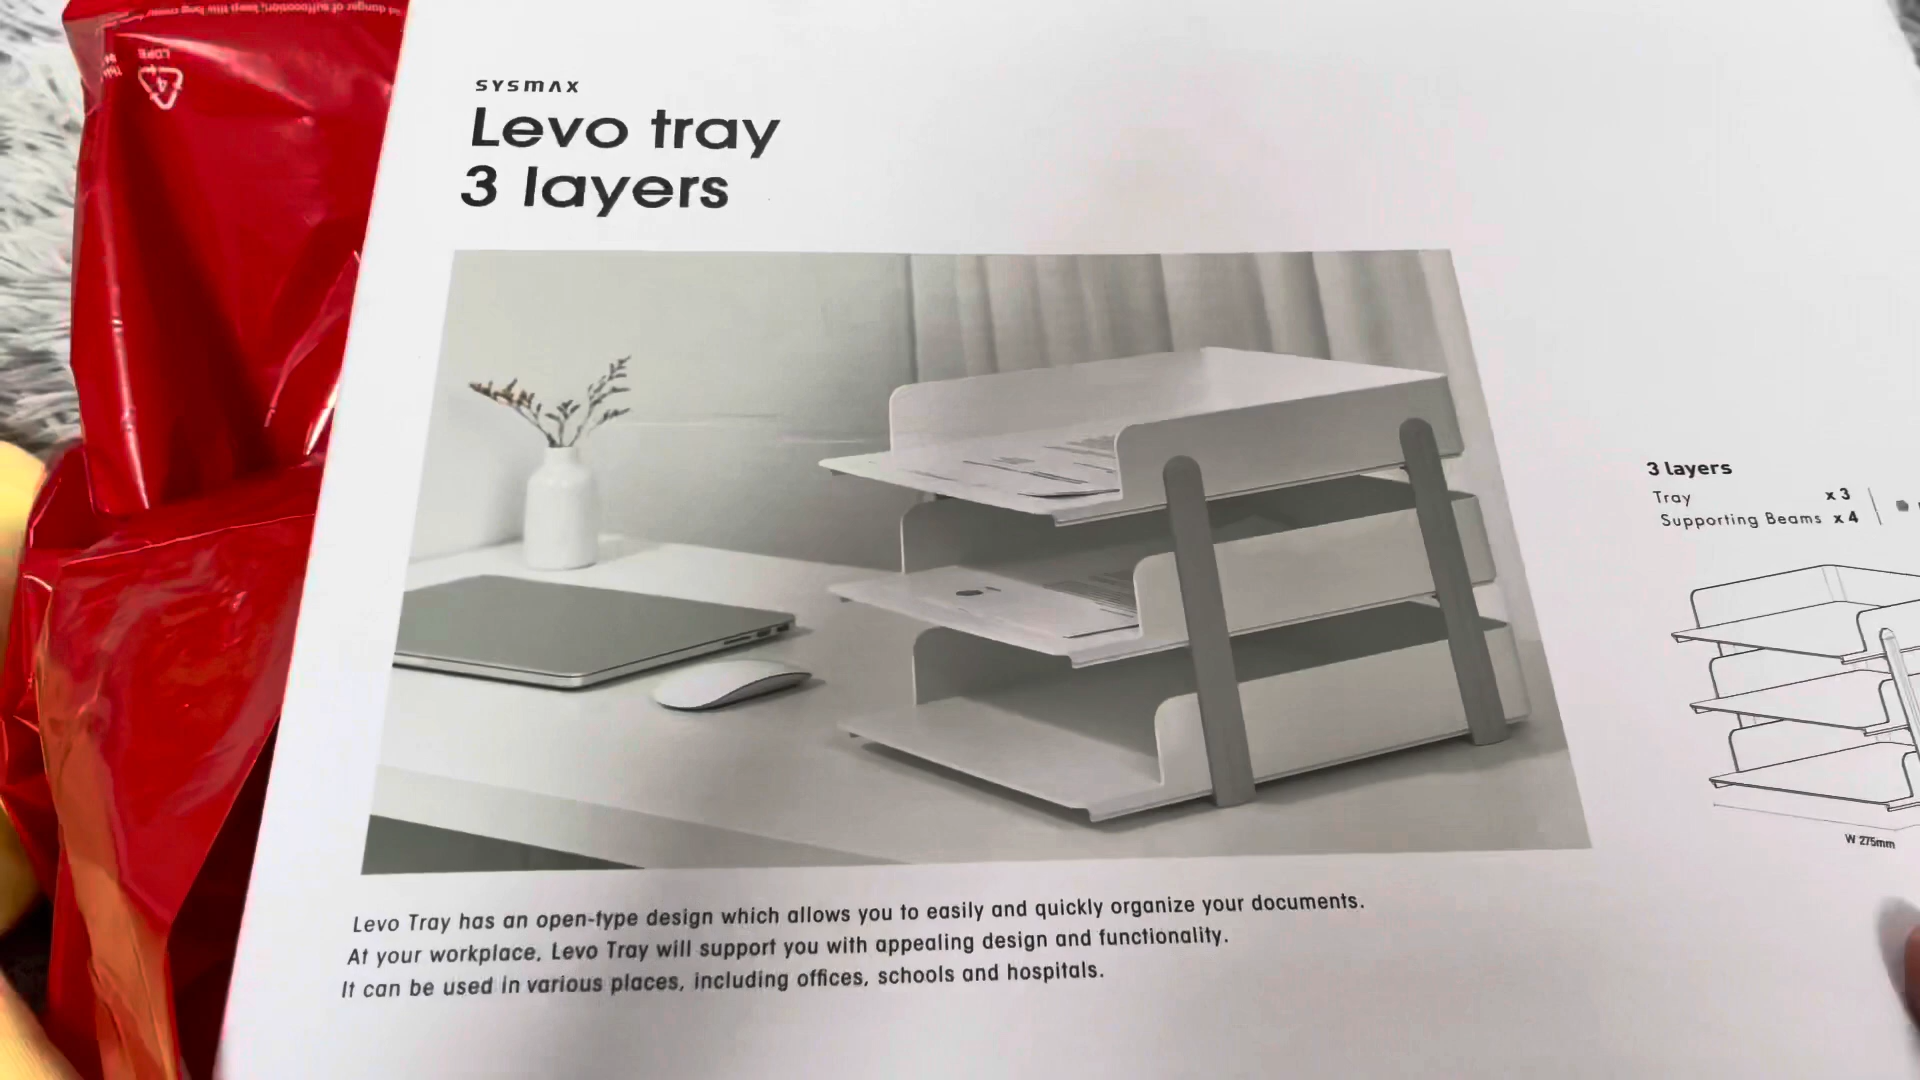 SYSMAX
Levo tray
3 layers
3 layers
Tray x 3
Supporting Beams x 4
W 275mm
Levo Tray has an open-type design which allows you to easily and quickly organize your documents.
At your workplace, Levo Tray will support you with appealing design and functionality.
It can be used in various places, including offices, schools and hospitals.
LDPE
4